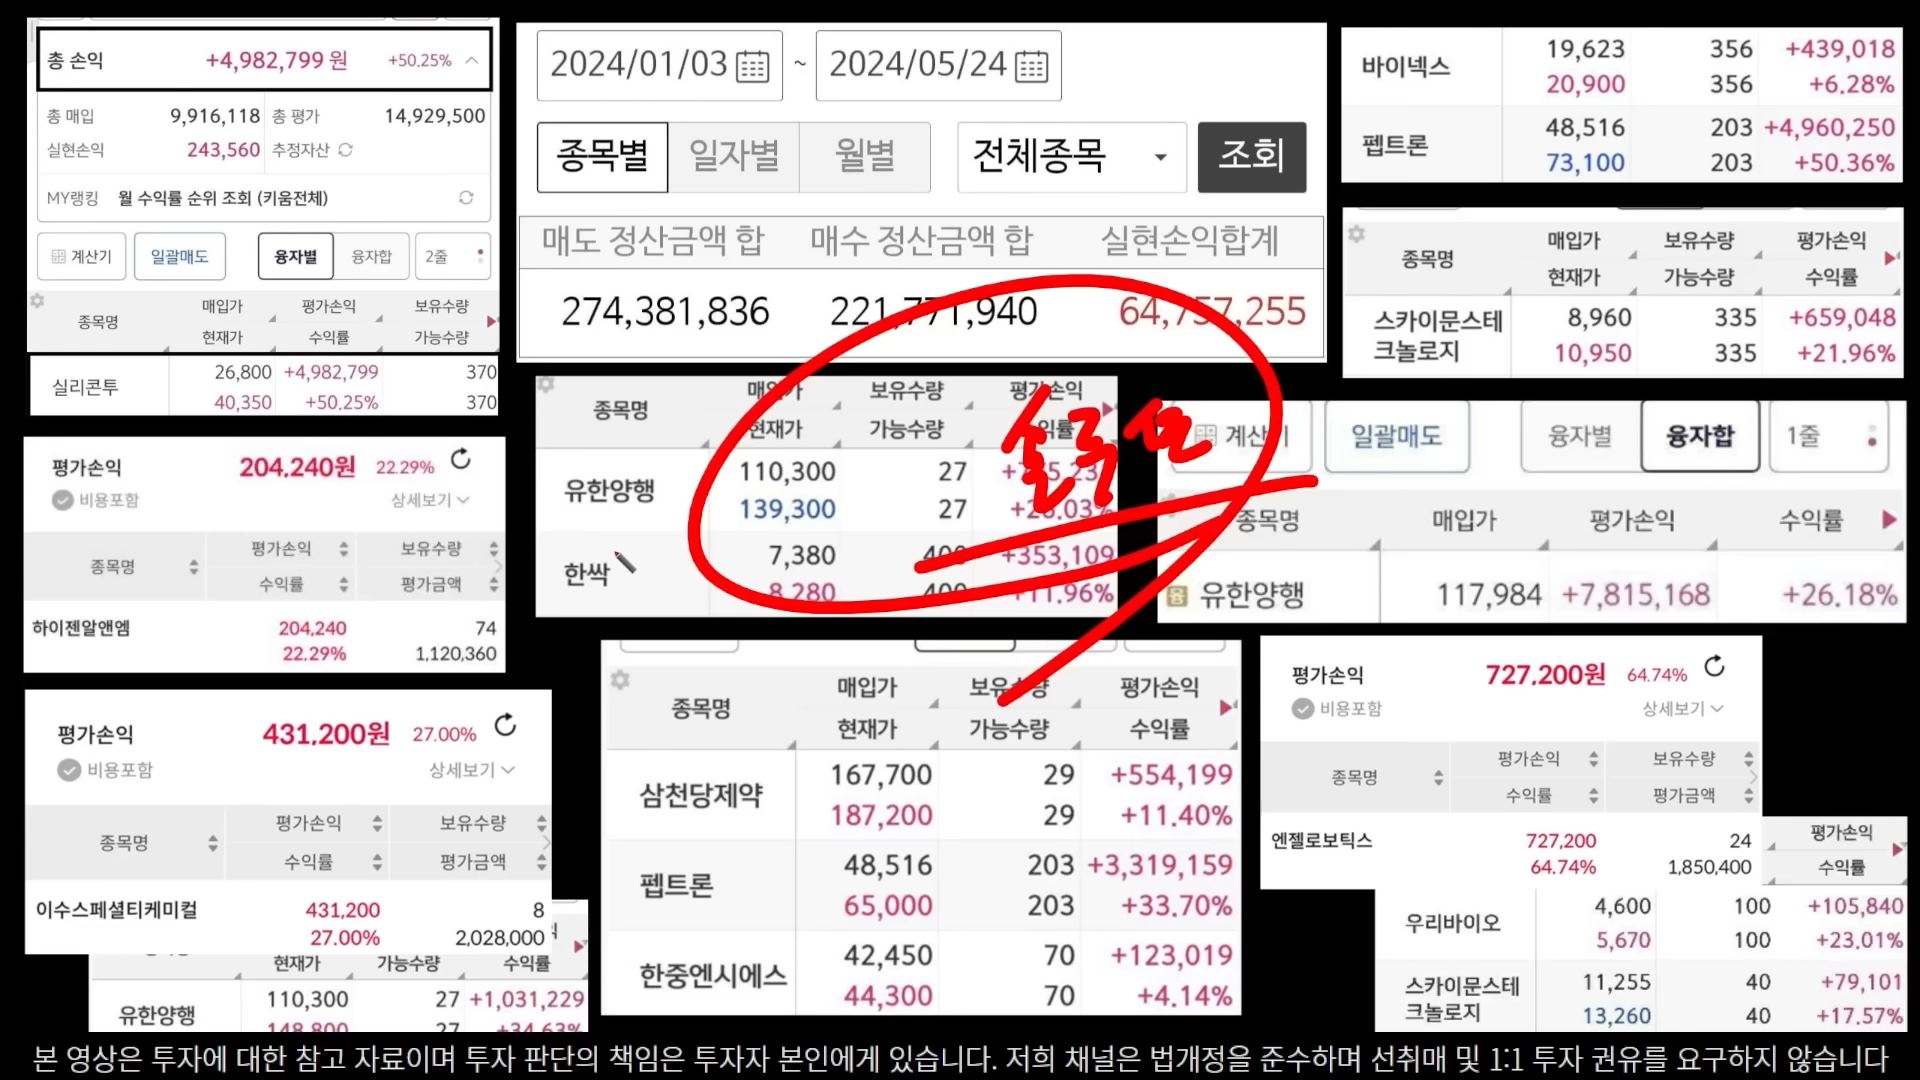 총 손익 +4,982,799 원 +50.25%
총 매입 9,916,118 총 평가 14,929,500
실현손익 243,560 추정자산
MY랭킹 월 수익률 순위 조회 (키움전체)
계산기 일괄매도 융자별 융자합 2줄
종목명 매입가 평가손익 보유수량
현재가 수익률 가능수량
실리콘투 26,800 +4,982,799 370
40,350 +50.25% 370
2024/01/03 ~ 2024/05/24
종목별 일자별 월별 전체종목 조회
매도 정산금액 합 매수 정산금액 합 실현손익합계
274,381,836 221,771,940 64,757,255
바이넥스 19,623 356 +439,018
20,900 356 +6.28%
펩트론 48,516 203 +4,960,250
73,100 203 +50.36%
종목명 매입가 보유수량 평가손익
현재가 가능수량 수익률
스카이문스테 8,960 335 +659,048
크놀로지 10,950 335 +21.96%
평가손익 204,240원 22.29%
비용포함 상세보기
종목명 평가손익 보유수량
수익률 평가금액
하이젠알앤엠 204,240 74
22.29% 1,120,360
종목명 매입가 보유수량 평가손익
현재가 가능수량
유한양행 110,300 27
139,300 27
한싹 7,380 400 +353,109
8,280 400 +11.96%
계산기 일괄매도 융자별 융자합 1줄
종목명 매입가 평가손익 수익률
유한양행 117,984 +7,815,168 +26.18%
평가손익 431,200원 27.00%
비용포함 상세보기
종목명 평가손익 보유수량
수익률 평가금액
이수스페셜티케미컬 431,200 8
27.00% 2,028,000
현재가 가능수량 수익률
유한양행 110,300 27 +1,031,229
148,800 27 +34.63%
종목명 매입가 보유수량 평가손익
현재가 가능수량 수익률
삼천당제약 167,700 29 +554,199
187,200 29 +11.40%
펩트론 48,516 203 +3,319,159
65,000 203 +33.70%
한중엔시에스 42,450 70 +123,019
44,300 70 +4.14%
평가손익 727,200원 64.74%
비용포함 상세보기
종목명 평가손익 보유수량
수익률 평가금액
엔젤로보틱스 727,200 24
64.74% 1,850,400
평가손익
수익률
우리바이오 4,600 100 +105,840
5,670 100 +23.01%
스카이문스테 11,255 40 +79,101
크놀로지 13,260 40 +17.57%
본 영상은 투자에 대한 참고 자료이며 투자 판단의 책임은 투자자 본인에게 있습니다. 저희 채널은 법개정을 준수하며 선취매 및 1:1 투자 권유를 요구하지 않습니다